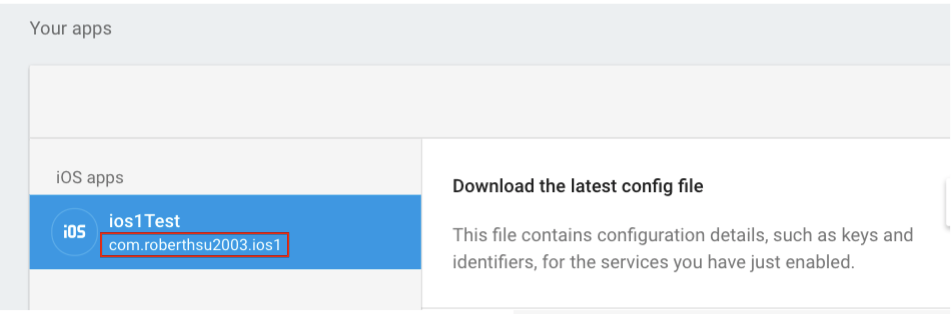 Your apps
iOS apps
iOS
ios1Test
com.roberthsu2003.ios1
Download the latest config file
This file contains configuration details, such as keys and
identifiers, for the services you have just enabled.